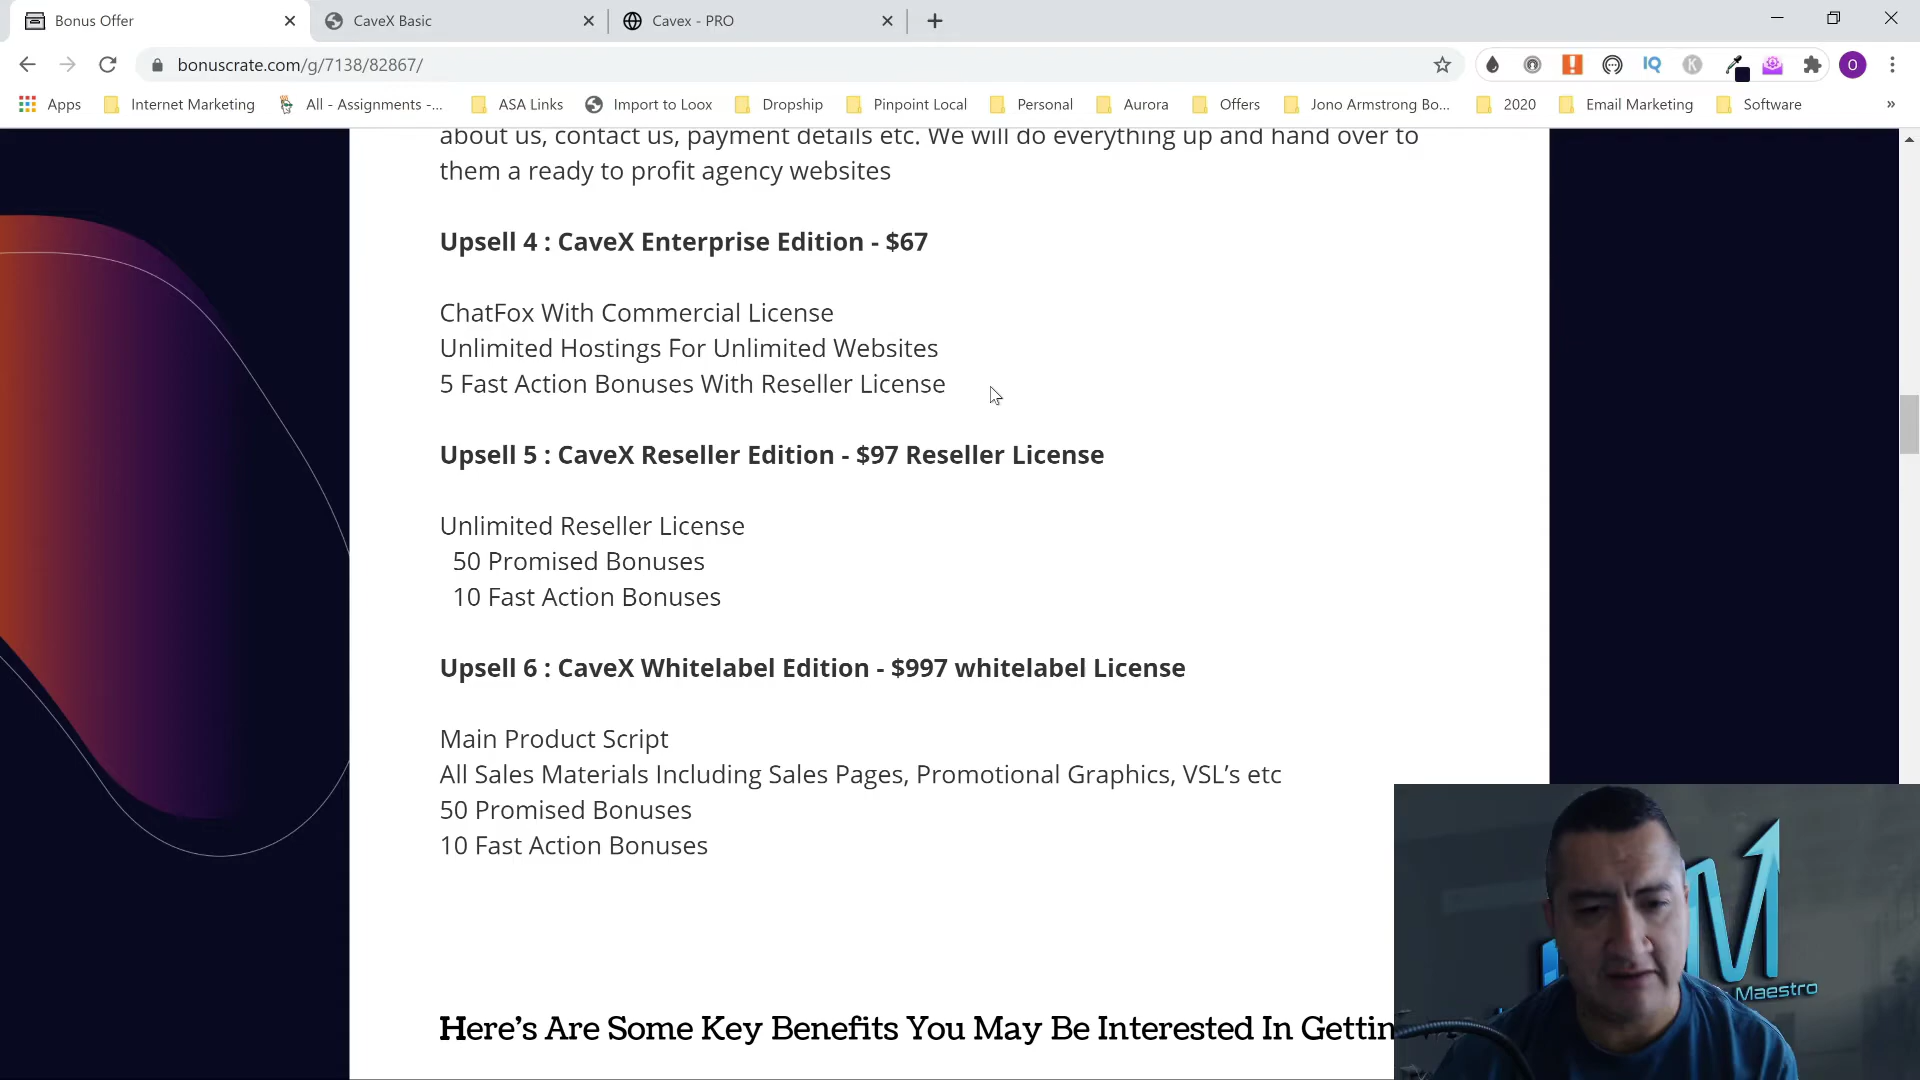 Bonus Offer
CaveX Basic
Cavex - PRO
bonuscrate.com/g/7138/82867/
IQ
K
O
Apps
Internet Marketing
All - Assignments -...
ASA Links
Import to Loox
Dropship
Pinpoint Local
Personal
Aurora
Offers
Jono Armstrong Bo...
2020
Email Marketing
Software
»
about us, contact us, payment details etc. We will do everything up and hand over to
them a ready to profit agency websites
Upsell 4 : CaveX Enterprise Edition - $67
ChatFox With Commercial License
Unlimited Hostings For Unlimited Websites
5 Fast Action Bonuses With Reseller License
Upsell 5 : CaveX Reseller Edition - $97 Reseller License
Unlimited Reseller License
50 Promised Bonuses
10 Fast Action Bonuses
Upsell 6 : CaveX Whitelabel Edition - $997 whitelabel License
Main Product Script
All Sales Materials Including Sales Pages, Promotional Graphics, VSL’s etc
50 Promised Bonuses
10 Fast Action Bonuses
Here’s Are Some Key Benefits You May Be Interested In Gettin
M
Maestro